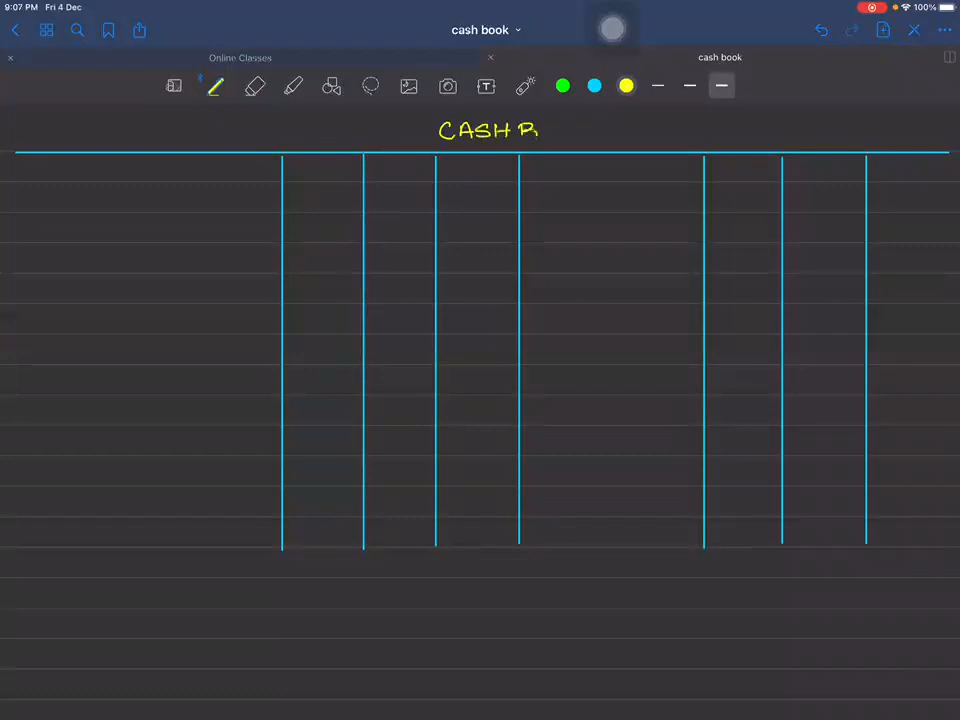 9:07 PM Fri 4 Dec 100%
cash book
Online Classes
cash book
T
CASH